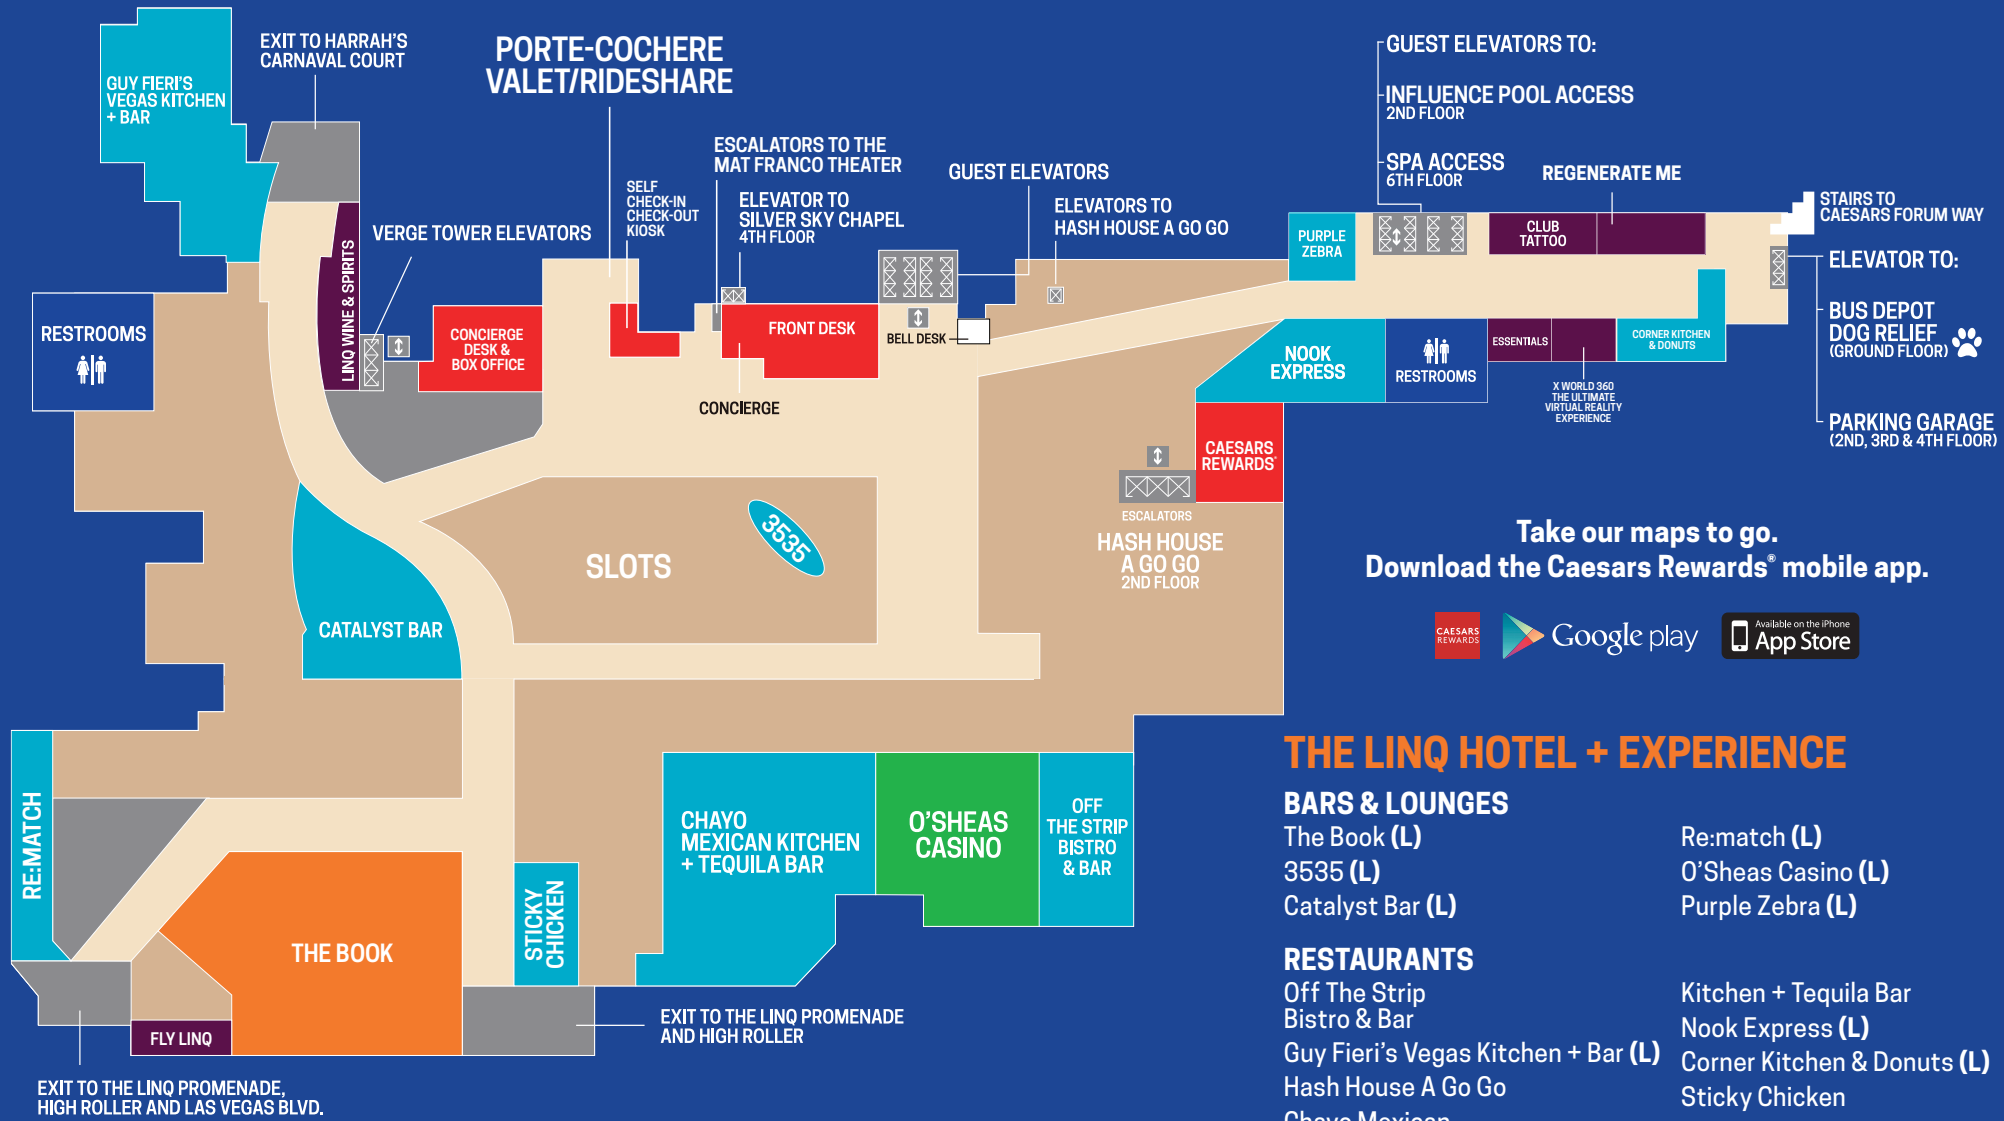 EXIT TO HARRAH'S
CARNAVAL COURT
PORTE-COCHERE
VALET/RIDESHARE
GUY FIERI'S
VEGAS KITCHEN
+ BAR
ESCALATORS TO THE
MAT FRANCO THEATER
SELF
CHECK-IN
CHECK-OUT
KIOSK
ELEVATOR TO
SILVER SKY CHAPEL
4TH FLOOR
GUEST ELEVATORS
ELEVATORS TO
HASH HOUSE A GO GO
GUEST ELEVATORS TO:
INFLUENCE POOL ACCESS
2ND FLOOR
SPA ACCESS
6TH FLOOR
REGENERATE ME
STAIRS TO
CAESARS FORUM WAY
VERGE TOWER ELEVATORS
LINQ WINE & SPIRITS
PURPLE
ZEBRA
CLUB
TATTOO
ELEVATOR TO:
BUS DEPOT
DOG RELIEF
(GROUND FLOOR)
PARKING GARAGE
(2ND, 3RD & 4TH FLOOR)
RESTROOMS
CONCIERGE
DESK &
BOX OFFICE
FRONT DESK
BELL DESK
CONCIERGE
NOOK
EXPRESS
RESTROOMS
ESSENTIALS
CORNER KITCHEN
& DONUTS
X WORLD 360
THE ULTIMATE
VIRTUAL REALITY
EXPERIENCE
CAESARS
REWARDS®
ESCALATORS
HASH HOUSE
A GO GO
2ND FLOOR
SLOTS
3535
CATALYST BAR
Take our maps to go.
Download the Caesars Rewards® mobile app.
CAESARS
REWARDS
Google play
Available on the iPhone
App Store
RE:MATCH
THE BOOK
STICKY
CHICKEN
CHAYO
MEXICAN KITCHEN
+ TEQUILA BAR
O'SHEAS
CASINO
OFF
THE STRIP
BISTRO
& BAR
FLY LINQ
EXIT TO THE LINQ PROMENADE
AND HIGH ROLLER
EXIT TO THE LINQ PROMENADE,
HIGH ROLLER AND LAS VEGAS BLVD.
THE LINQ HOTEL + EXPERIENCE
BARS & LOUNGES
The Book (L)
3535 (L)
Catalyst Bar (L)
Re:match (L)
O'Sheas Casino (L)
Purple Zebra (L)
RESTAURANTS
Off The Strip
Bistro & Bar
Guy Fieri's Vegas Kitchen + Bar (L)
Hash House A Go Go
Chayo Mexican
Kitchen + Tequila Bar
Nook Express (L)
Corner Kitchen & Donuts (L)
Sticky Chicken